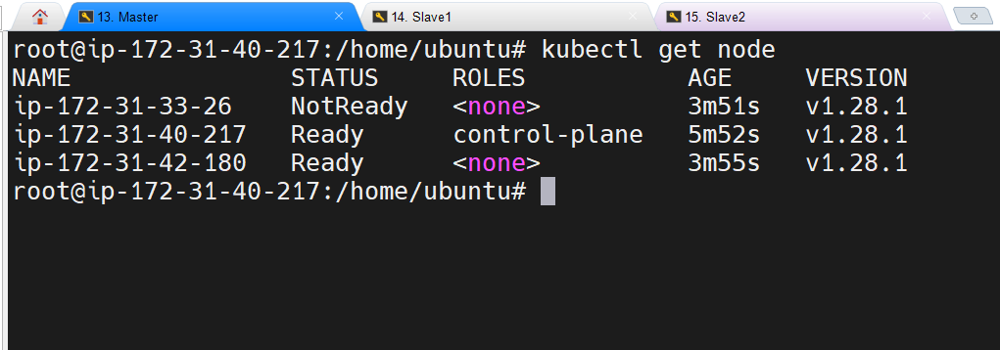 13. Master
14. Slave1
15. Slave2
root@ip-172-31-40-217:/home/ubuntu# kubectl get node
NAME STATUS ROLES AGE VERSION
ip-172-31-33-26 NotReady <none> 3m51s v1.28.1
ip-172-31-40-217 Ready control-plane 5m52s v1.28.1
ip-172-31-42-180 Ready <none> 3m55s v1.28.1
root@ip-172-31-40-217:/home/ubuntu#